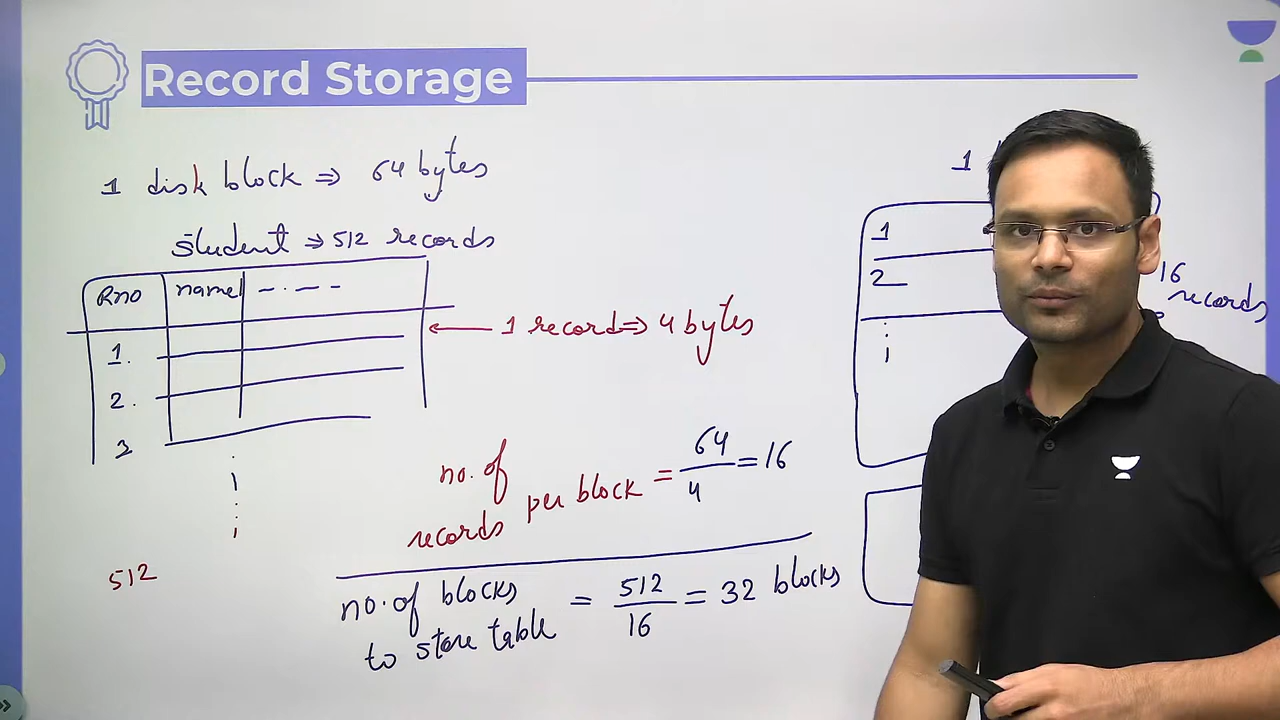 Record Storage
1 disk block ⇒ 64 bytes
student ⇒ 512 records
Rno name - . - - -
1.
2.
3
512
← 1 record ⇒ 4 bytes
no. of
records per block = 64/4 = 16
no. of blocks
to store table = 512/16 = 32 blocks
1
1
2
16
records